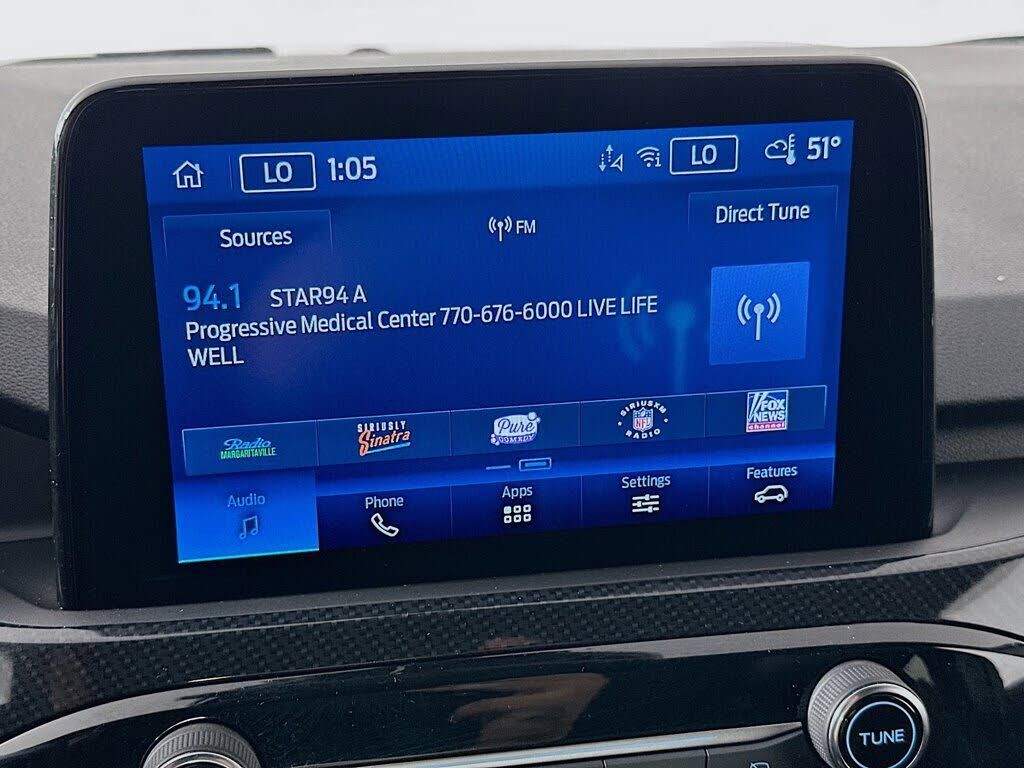 LO 1:05 LO 51°
Sources FM Direct Tune
94.1 STAR94 A
Progressive Medical Center 770-676-6000 LIVE LIFE
WELL
Radio
MARGARITAVILLE
SIRIUSLY
Sinatra
Pure
COMEDY
SIRIUSXM
NFL
RADIO
FOX
NEWS
channel
Audio Phone Apps Settings Features
TUNE